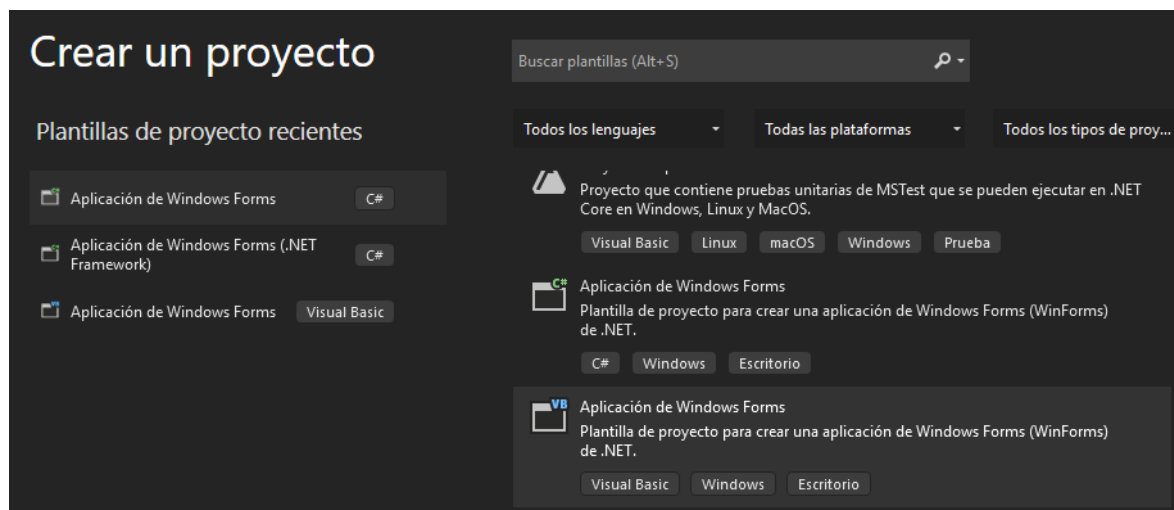 Crear un proyecto
Buscar plantillas (Alt+S)
Plantillas de proyecto recientes
Aplicación de Windows Forms C#
Aplicación de Windows Forms (.NET
Framework) C#
Aplicación de Windows Forms Visual Basic
Todos los lenguajes Todas las plataformas Todos los tipos de proy...
Proyecto que contiene pruebas unitarias de MSTest que se pueden ejecutar en .NET
Core en Windows, Linux y MacOS.
Visual Basic Linux macOS Windows Prueba
C#
Aplicación de Windows Forms
Plantilla de proyecto para crear una aplicación de Windows Forms (WinForms)
de .NET.
C# Windows Escritorio
VB
Aplicación de Windows Forms
Plantilla de proyecto para crear una aplicación de Windows Forms (WinForms)
de .NET.
Visual Basic Windows Escritorio